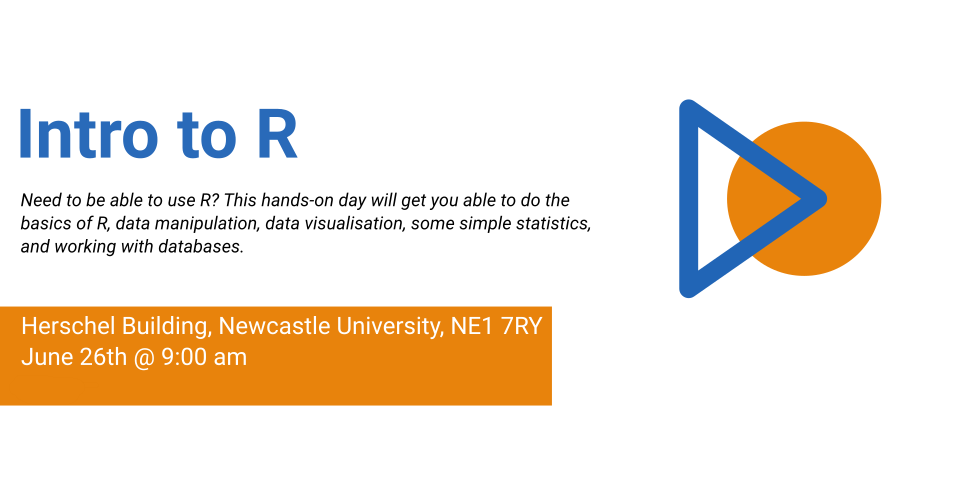 Intro to R
Need to be able to use R? This hands-on day will get you able to do the
basics of R, data manipulation, data visualisation, some simple statistics,
and working with databases.
Herschel Building, Newcastle University, NE1 7RY
June 26th @ 9:00 am